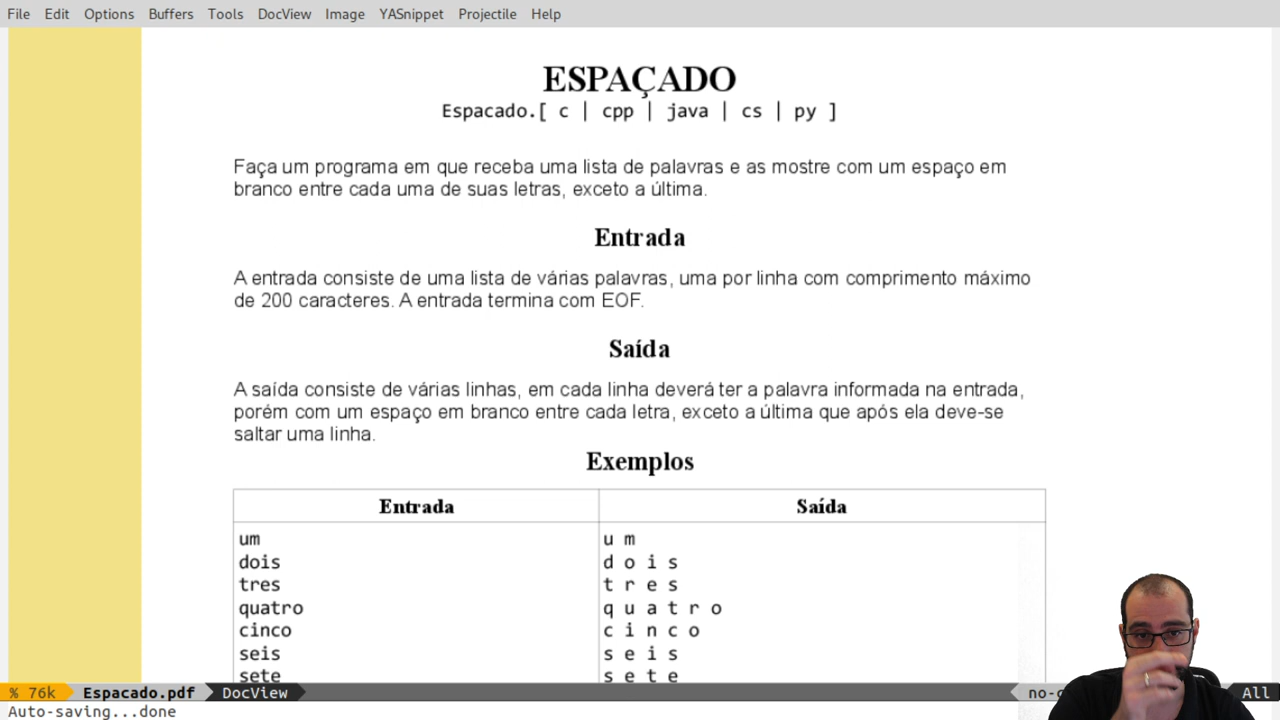 File Edit Options Buffers Tools DocView Image YASnippet Projectile Help
ESPAÇADO
Espacado.[ c | cpp | java | cs | py ]
Faça um programa em que receba uma lista de palavras e as mostre com um espaço em
branco entre cada uma de suas letras, exceto a última.
Entrada
A entrada consiste de uma lista de várias palavras, uma por linha com comprimento máximo
de 200 caracteres. A entrada termina com EOF.
Saída
A saída consiste de várias linhas, em cada linha deverá ter a palavra informada na entrada,
porém com um espaço em branco entre cada letra, exceto a última que após ela deve-se
saltar uma linha.
Exemplos
Entrada Saída
um u m
dois d o i s
tres t r e s
quatro q u a t r o
cinco c i n c o
seis s e i s
sete s e t e
% 76k Espacado.pdf DocView All
Auto-saving...done